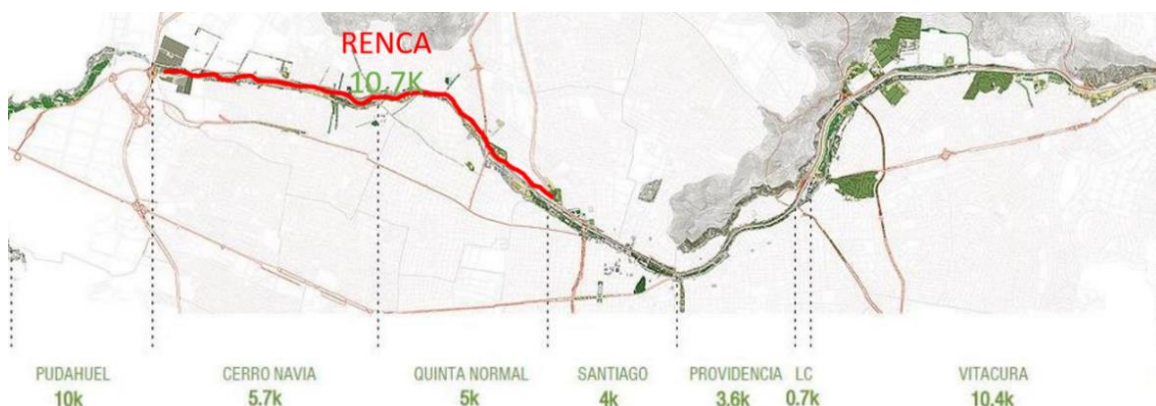 RENCA
10.7K
PUDAHUEL CERRO NAVIA QUINTA NORMAL SANTIAGO PROVIDENCIA LC VITACURA
10k 5.7k 5k 4k 3.6k 0.7k 10.4k